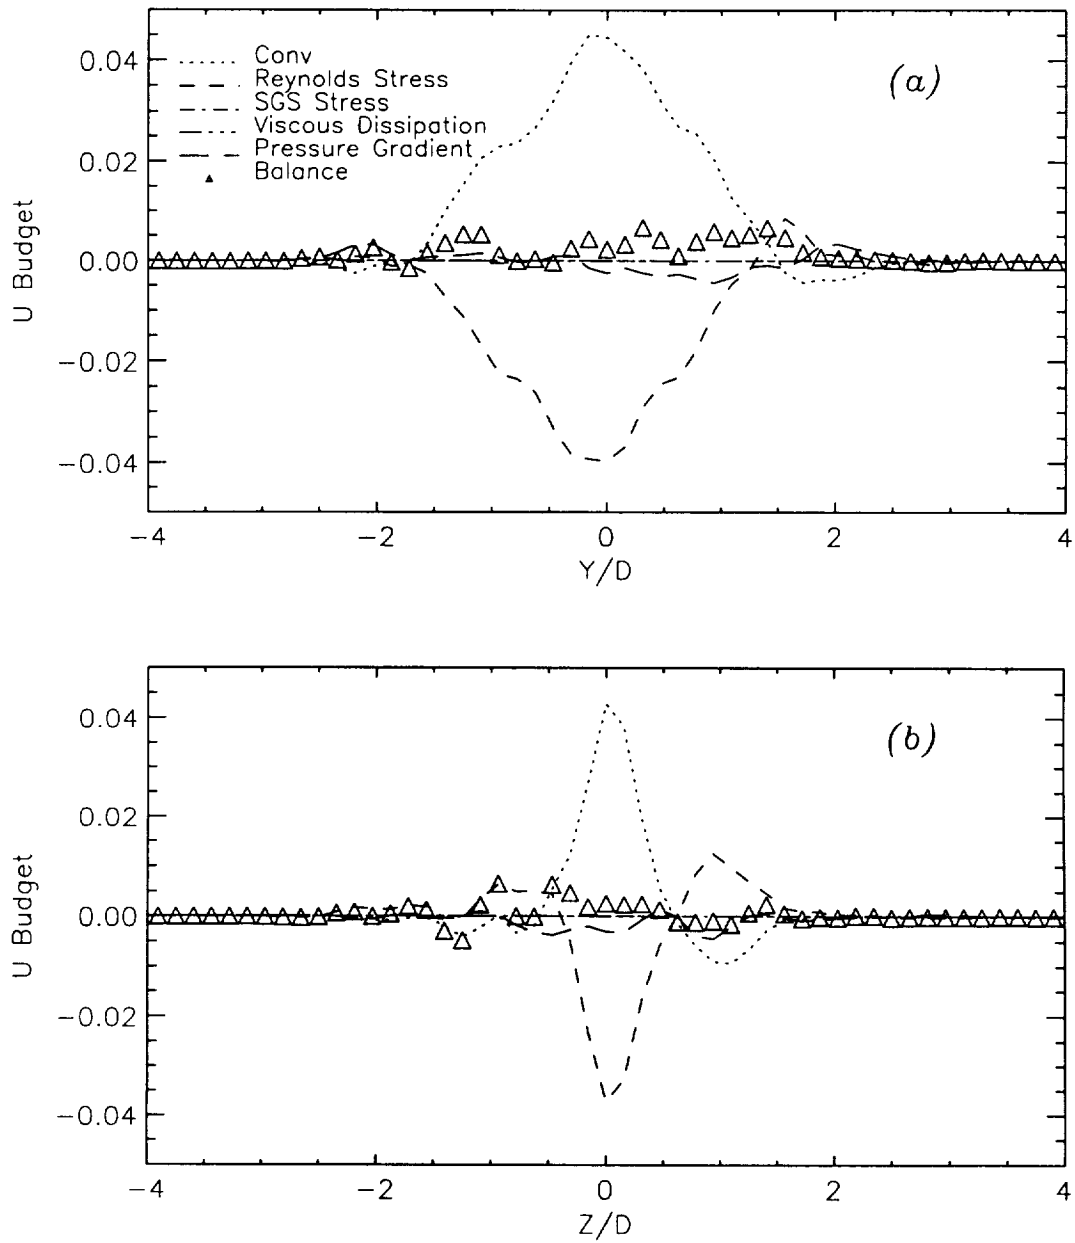 (a)
Conv
Reynolds Stress
SGS Stress
Viscous Dissipation
Pressure Gradient
Balance
U Budget
0.04
0.02
0.00
−0.02
−0.04
−4 −2 0 2 4
Y/D
(b)
U Budget
0.04
0.02
0.00
−0.02
−0.04
−4 −2 0 2 4
Z/D